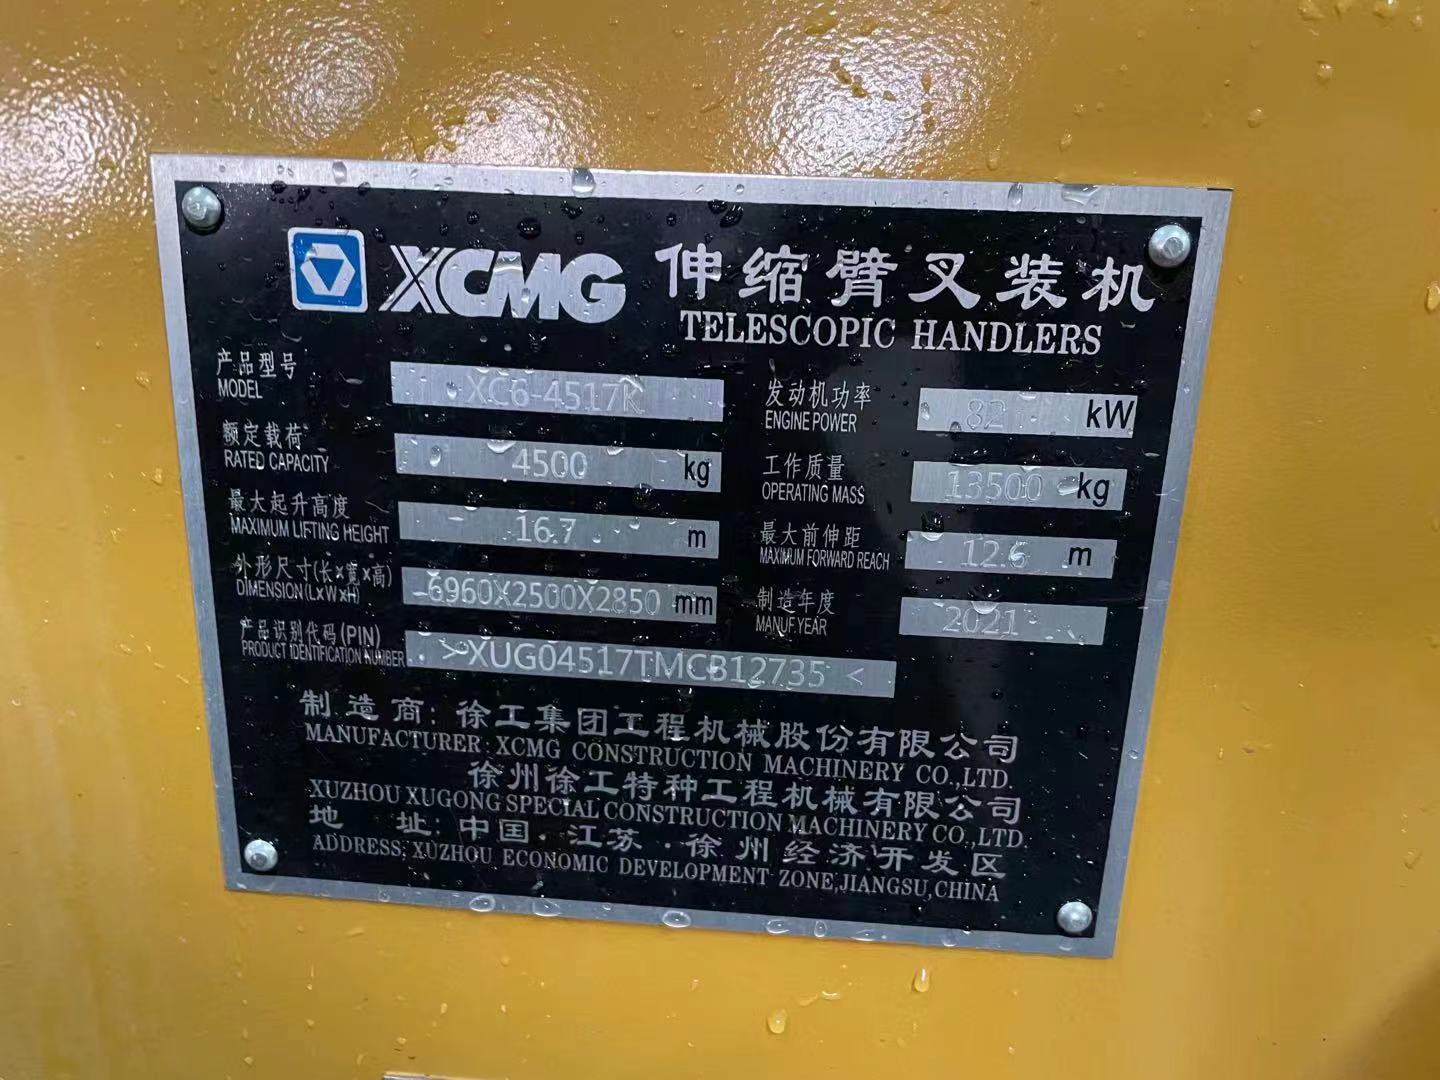 XCMG 伸缩臂叉装机
TELESCOPIC HANDLERS
产品型号 XC6-4517K
MODEL
发动机功率 82 kW
ENGINE POWER
额定载荷 4500 kg
RATED CAPACITY
工作质量 13500 kg
OPERATING MASS
最大起升高度 16.7 m
MAXIMUM LIFTING HEIGHT
最大前伸距 12.6 m
MAXIMUM FORWARD REACH
外形尺寸(长×宽×高) 6960X2500X2850 mm
DIMENSION(L×W×H)
制造年度 2021
MANUF.YEAR
产品识别代码(PIN) >XUG04517TMCB12735<
PRODUCT IDENTIFICATION NUMBER
制造商：徐工集团工程机械股份有限公司
MANUFACTURER: XCMG CONSTRUCTION MACHINERY CO.,LTD.
徐州徐工特种工程机械有限公司
XUZHOU XUGONG SPECIAL CONSTRUCTION MACHINERY CO.,LTD.
地址：中国·江苏·徐州经济开发区
ADDRESS: XUZHOU ECONOMIC DEVELOPMENT ZONE,JIANGSU,CHINA